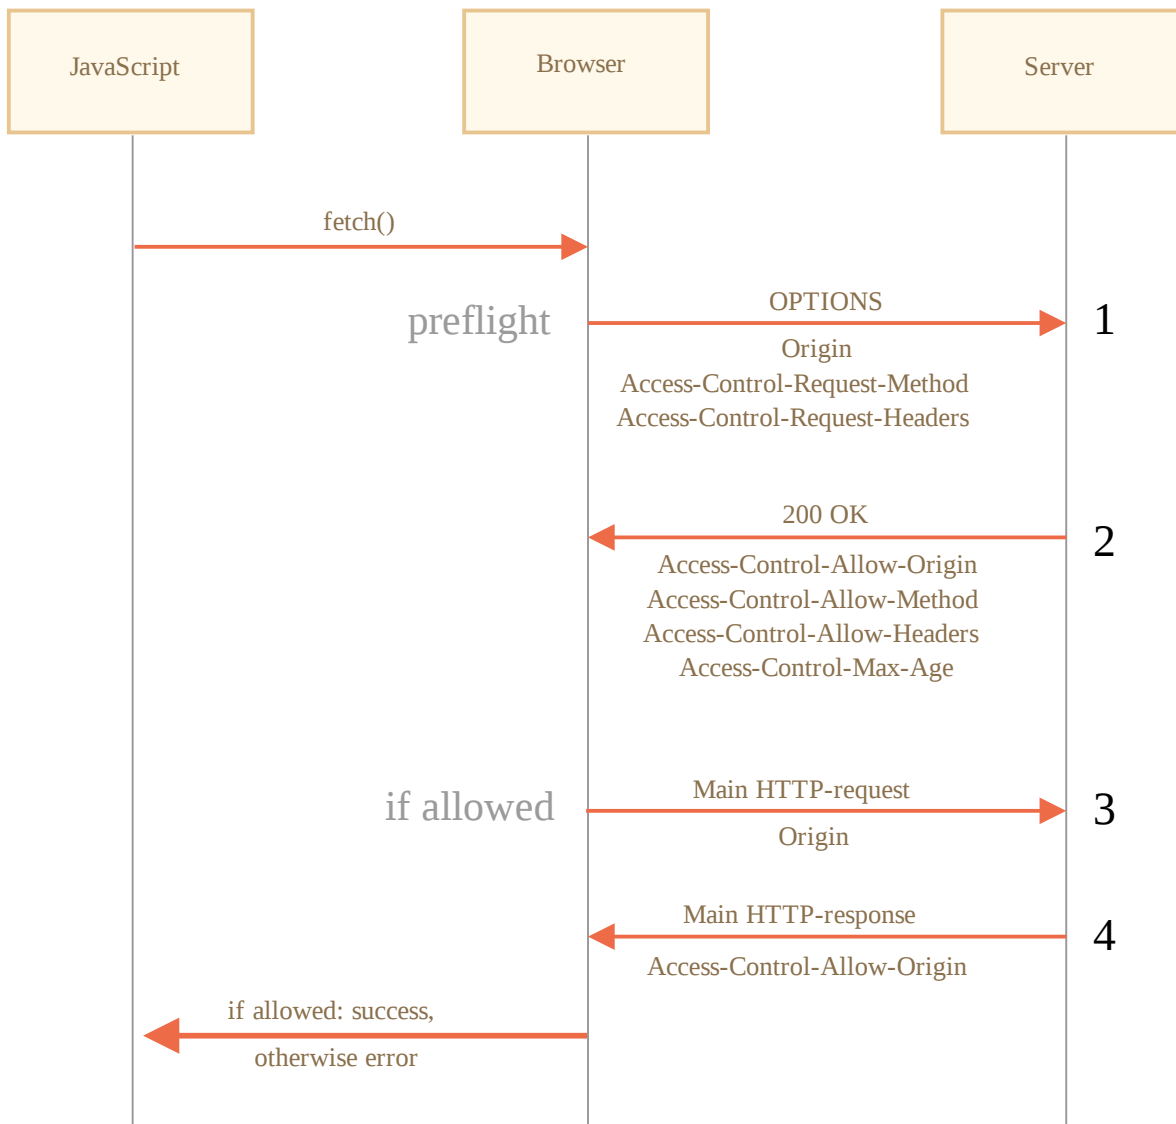 JavaScript
Browser
Server
fetch()
preflight
OPTIONS
1
Origin
Access-Control-Request-Method
Access-Control-Request-Headers
200 OK
2
Access-Control-Allow-Origin
Access-Control-Allow-Method
Access-Control-Allow-Headers
Access-Control-Max-Age
if allowed
Main HTTP-request
3
Origin
Main HTTP-response
4
Access-Control-Allow-Origin
if allowed: success,
otherwise error